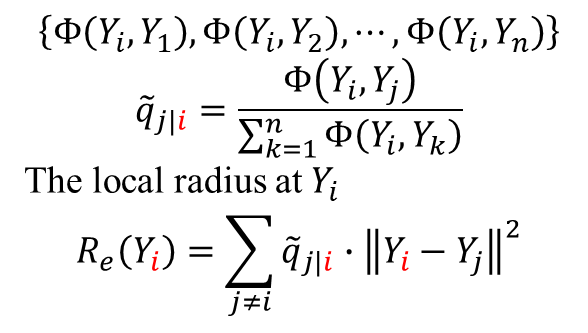 {Φ(Y_i, Y_1), Φ(Y_i, Y_2), ⋯, Φ(Y_i, Y_n)}
q̃_{j|i} = Φ(Y_i, Y_j) / ∑_{k=1}^{n} Φ(Y_i, Y_k)
The local radius at Y_i
R_e(Y_i) = ∑_{j≠i} q̃_{j|i} · ‖Y_i − Y_j‖^2